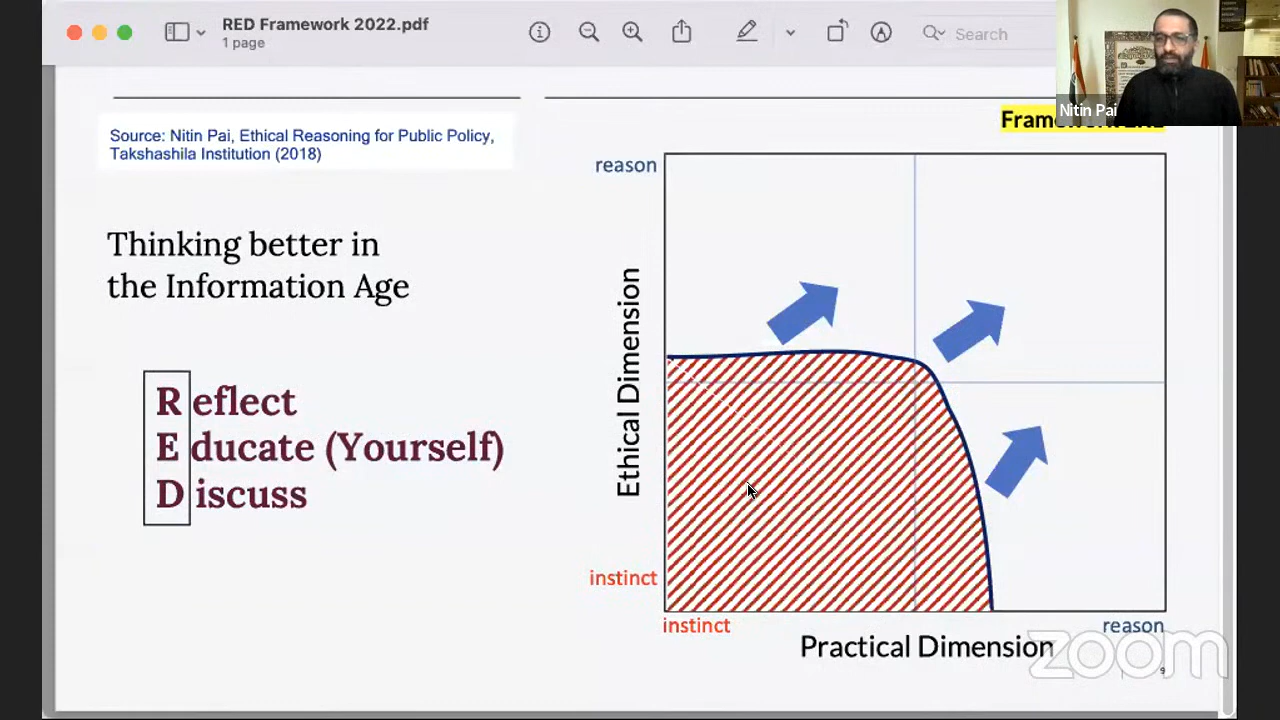 RED Framework 2022.pdf
1 page
Search
Nitin Pai
Source: Nitin Pai, Ethical Reasoning for Public Policy,
Takshashila Institution (2018)
Thinking better in
the Information Age
Reflect
Educate (Yourself)
Discuss
reason
Ethical Dimension
instinct
instinct
reason
Practical Dimension
zoom
9